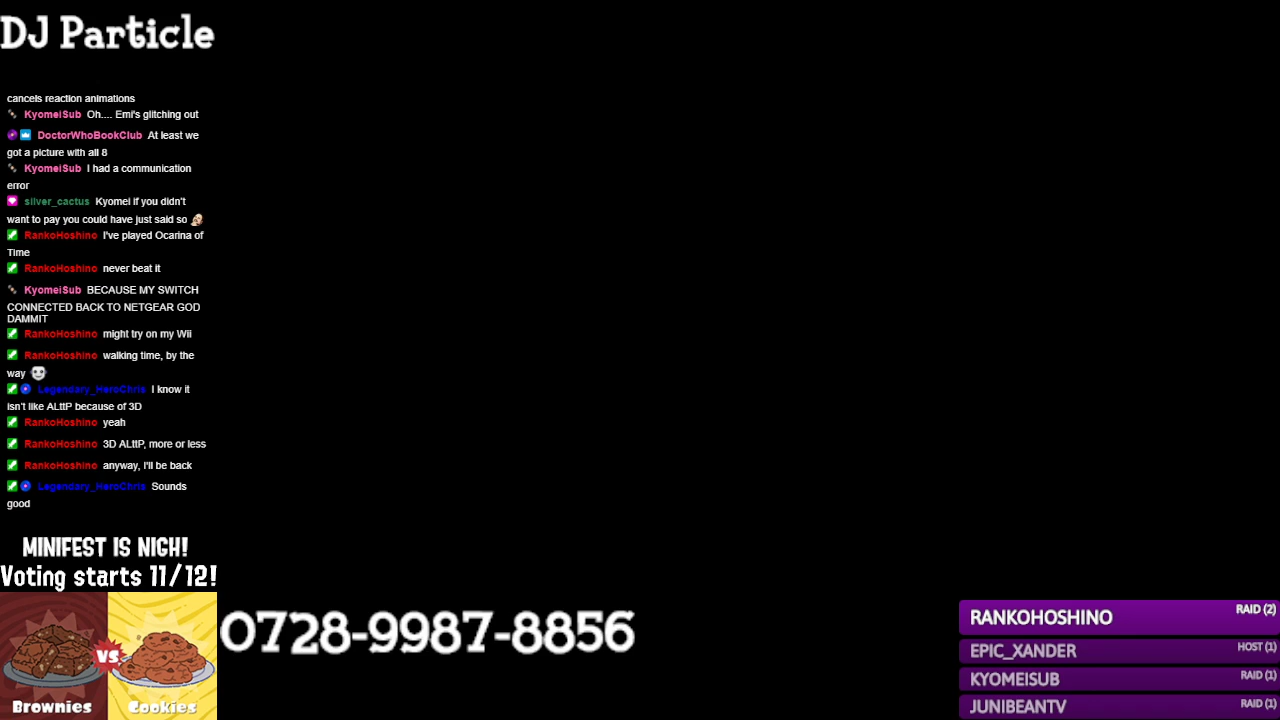 DJ Particle
cancels reaction animations
KyomeiSub Oh.... Emi's glitching out
DoctorWhoBookClub At least we
got a picture with all 8
KyomeiSub I had a communication
error
silver_cactus Kyomei if you didn't
want to pay you could have just said so
RankoHoshino I've played Ocarina of
Time
RankoHoshino never beat it
KyomeiSub BECAUSE MY SWITCH
CONNECTED BACK TO NETGEAR GOD
DAMMIT
RankoHoshino might try on my Wii
RankoHoshino walking time, by the
way
Legendary_HeroChris I know it
isn't like ALttP because of 3D
RankoHoshino yeah
RankoHoshino 3D ALttP, more or less
RankoHoshino anyway, I'll be back
Legendary_HeroChris Sounds
good
MINIFEST IS NIGH!
Voting starts 11/12!
VS
Brownies Cookies
0728-9987-8856
RANKOHOSHINO RAID (2)
EPIC_XANDER HOST (1)
KYOMEISUB RAID (1)
JUNIBEANTV RAID (1)